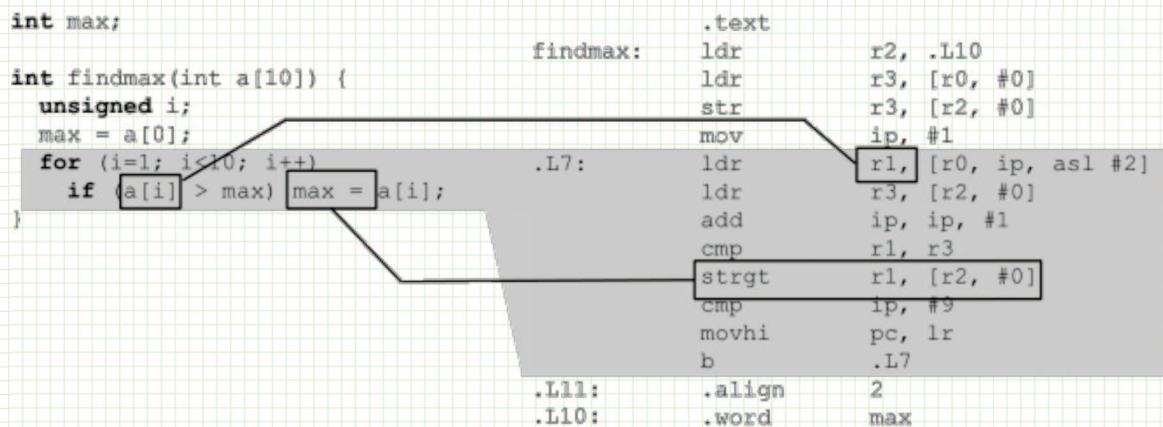 int max;
int findmax(int a[10]) {
unsigned i;
max = a[0];
for (i=1; i<10; i++)
if (a[i] > max) max = a[i];
}
.text
findmax: ldr r2, .L10
ldr r3, [r0, #0]
str r3, [r2, #0]
mov ip, #1
.L7: ldr r1, [r0, ip, asl #2]
ldr r3, [r2, #0]
add ip, ip, #1
cmp r1, r3
strgt r1, [r2, #0]
cmp ip, #9
movhi pc, lr
b .L7
.L11: .align 2
.L10: .word max